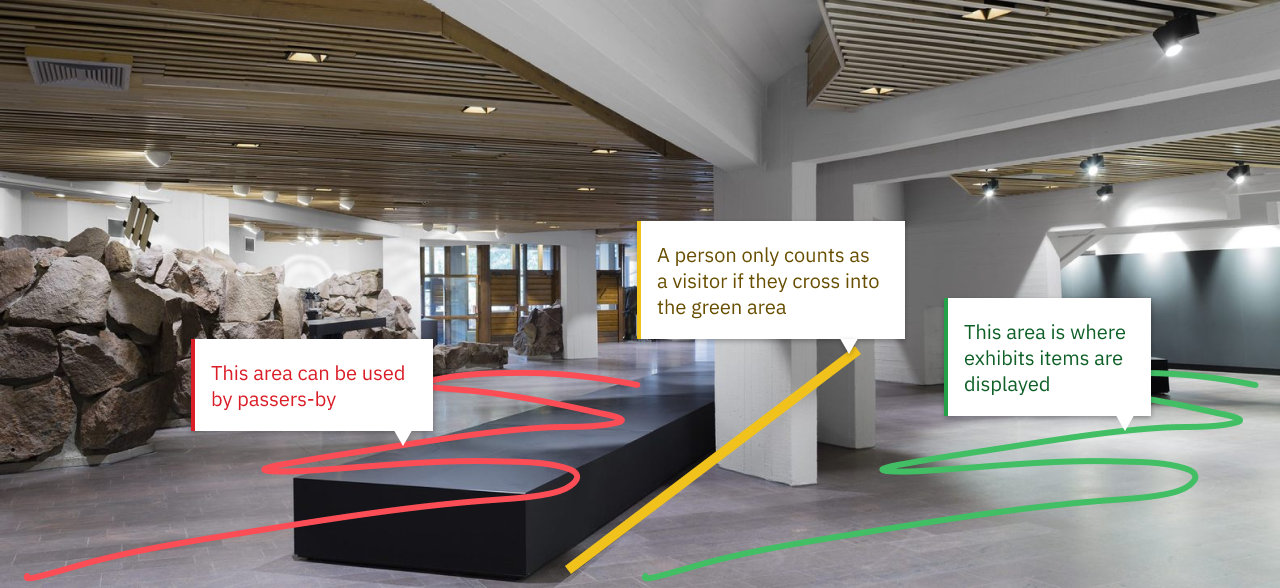 This area can be used
by passers-by
A person only counts as
a visitor if they cross into
the green area
This area is where
exhibits items are
displayed